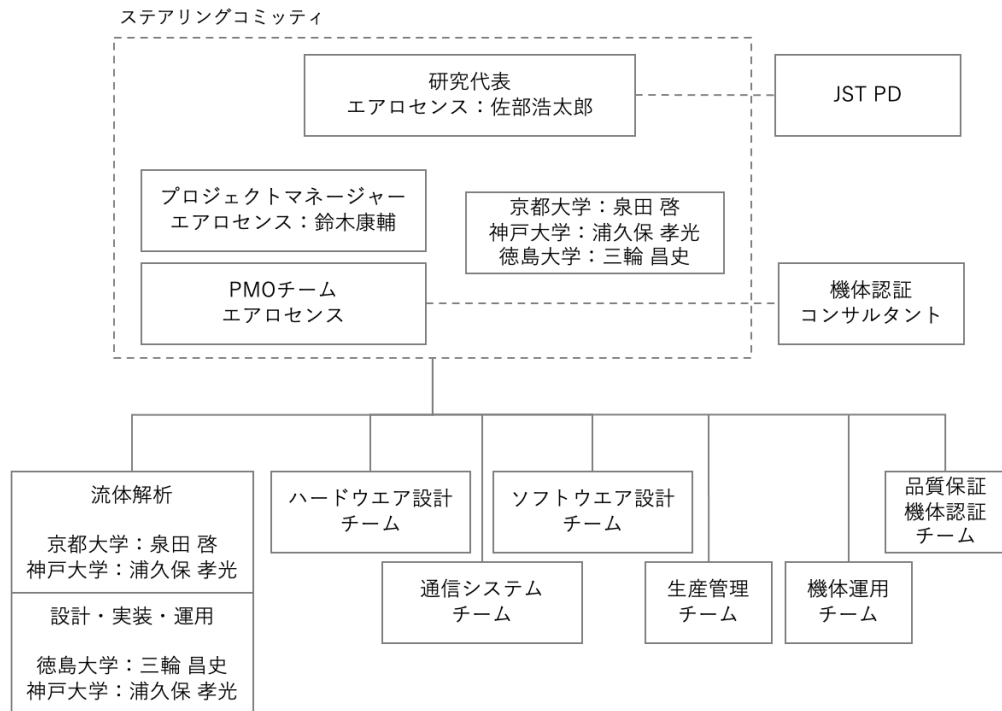 ステアリングコミッティ
研究代表
エアロセンス：佐部浩太郎
JST PD
プロジェクトマネージャー
エアロセンス：鈴木康輔
京都大学：泉田 啓
神戸大学：浦久保 孝光
徳島大学：三輪 昌史
PMOチーム
エアロセンス
機体認証
コンサルタント
流体解析
京都大学：泉田 啓
神戸大学：浦久保 孝光
設計・実装・運用
徳島大学：三輪 昌史
神戸大学：浦久保 孝光
ハードウエア設計
チーム
通信システム
チーム
ソフトウエア設計
チーム
生産管理
チーム
機体運用
チーム
品質保証
機体認証
チーム